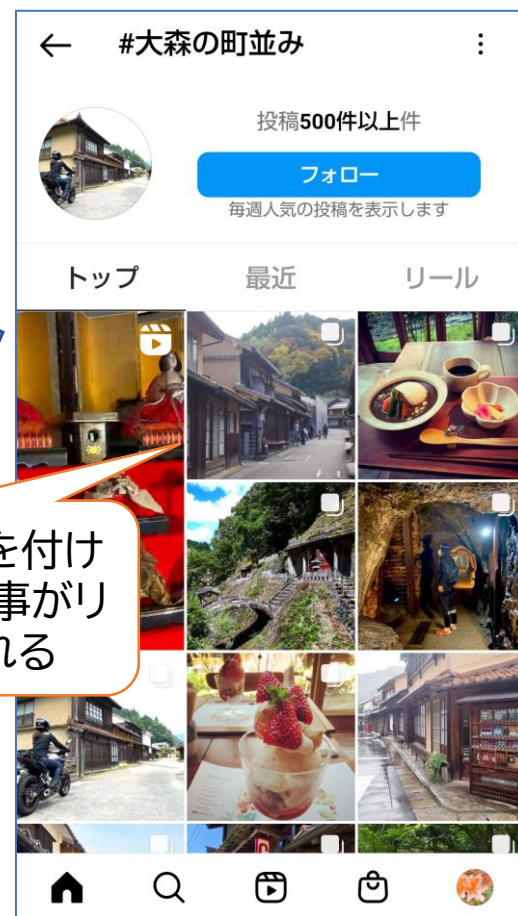 #大森の町並み
投稿500件以上件
フォロー
毎週人気の投稿を表示します
トップ
最近
リール
を付け
事がリ
れる